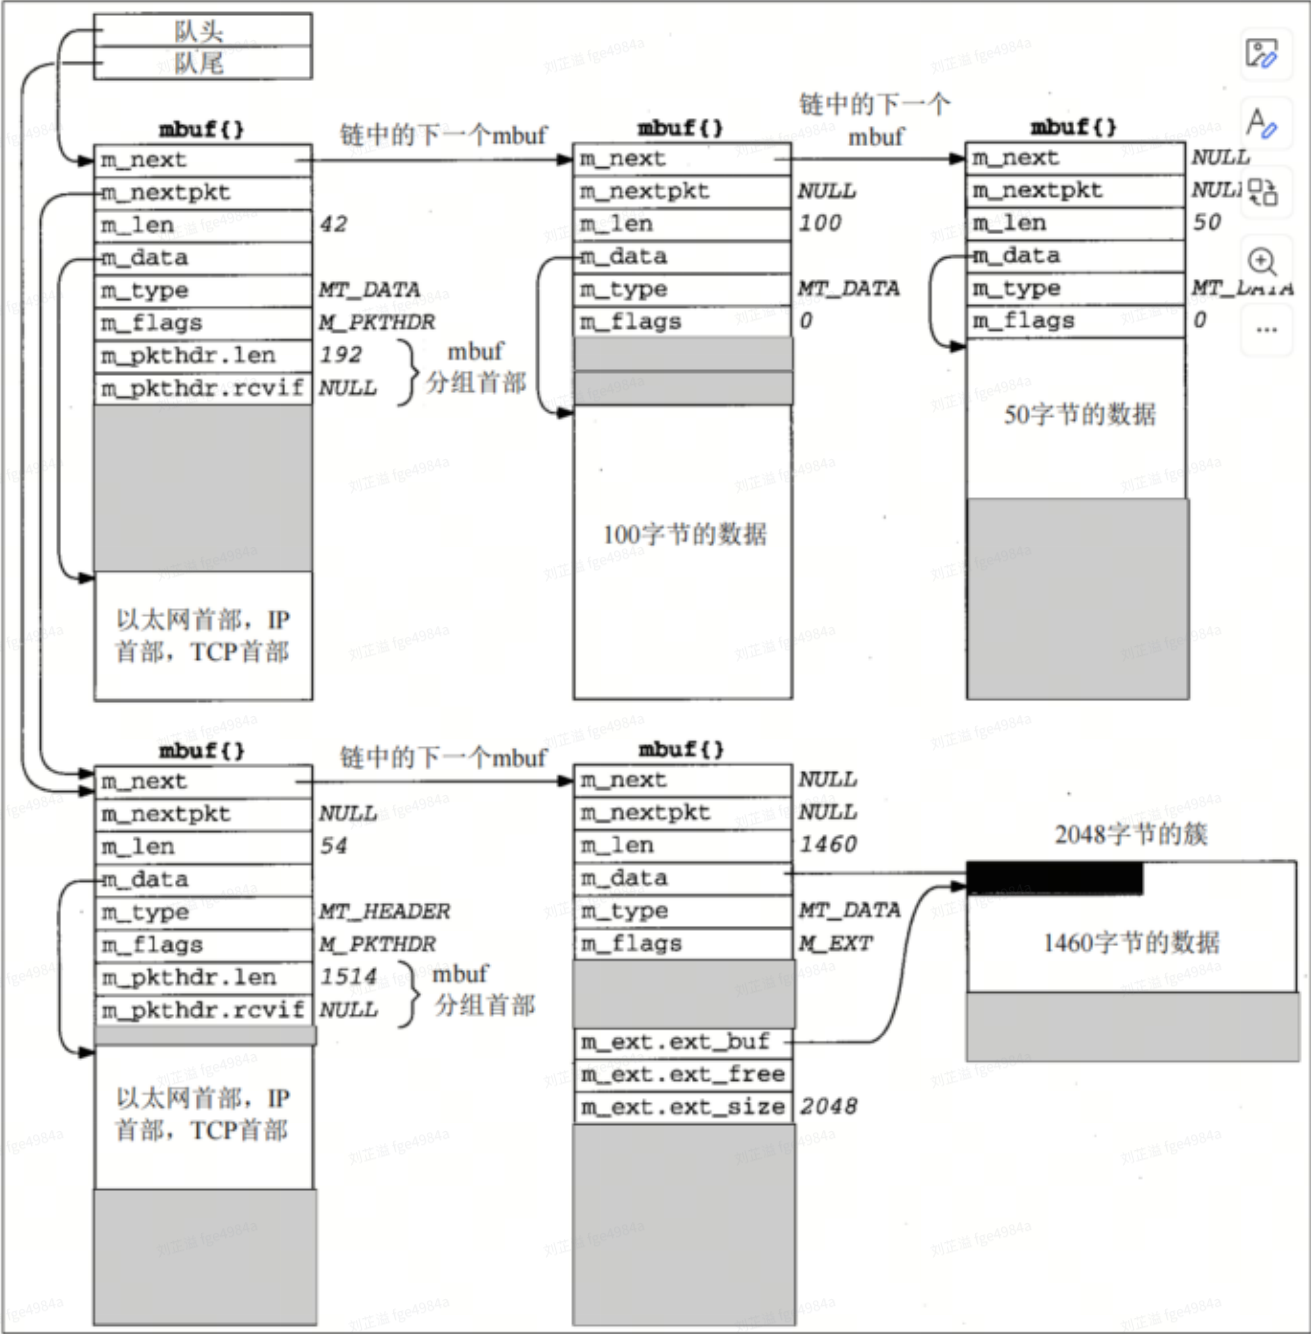 队头
队尾
链中的下一个
mbuf{}
链中的下一个mbuf
mbuf{}
mbuf
mbuf{}
m_next
m_next
m_next
NULL
m_nextpkt
m_nextpkt
NULL
m_nextpkt
m_len
42
m_len
100
m_len
50
m_data
m_data
m_data
m_type
MT_DATA
m_type
MT_DATA
m_type
m_flags
M_PKTHDR
m_flags
0
m_flags
0
m_pkthdr.len
192
m_pkthdr.rcvif
NULL
mbuf
分组首部
50字节的数据
100字节的数据
以太网首部，IP
首部，TCP首部
mbuf{}
链中的下一个mbuf
mbuf{}
m_next
m_next
NULL
m_nextpkt
NULL
m_nextpkt
NULL
m_len
54
m_len
1460
2048字节的簇
m_data
m_data
m_type
MT_HEADER
m_type
MT_DATA
m_flags
M_PKTHDR
m_flags
M_EXT
1460字节的数据
m_pkthdr.len
1514
m_pkthdr.rcvif
NULL
mbuf
分组首部
m_ext.ext_buf
m_ext.ext_free
m_ext.ext_size
2048
以太网首部，IP
首部，TCP首部